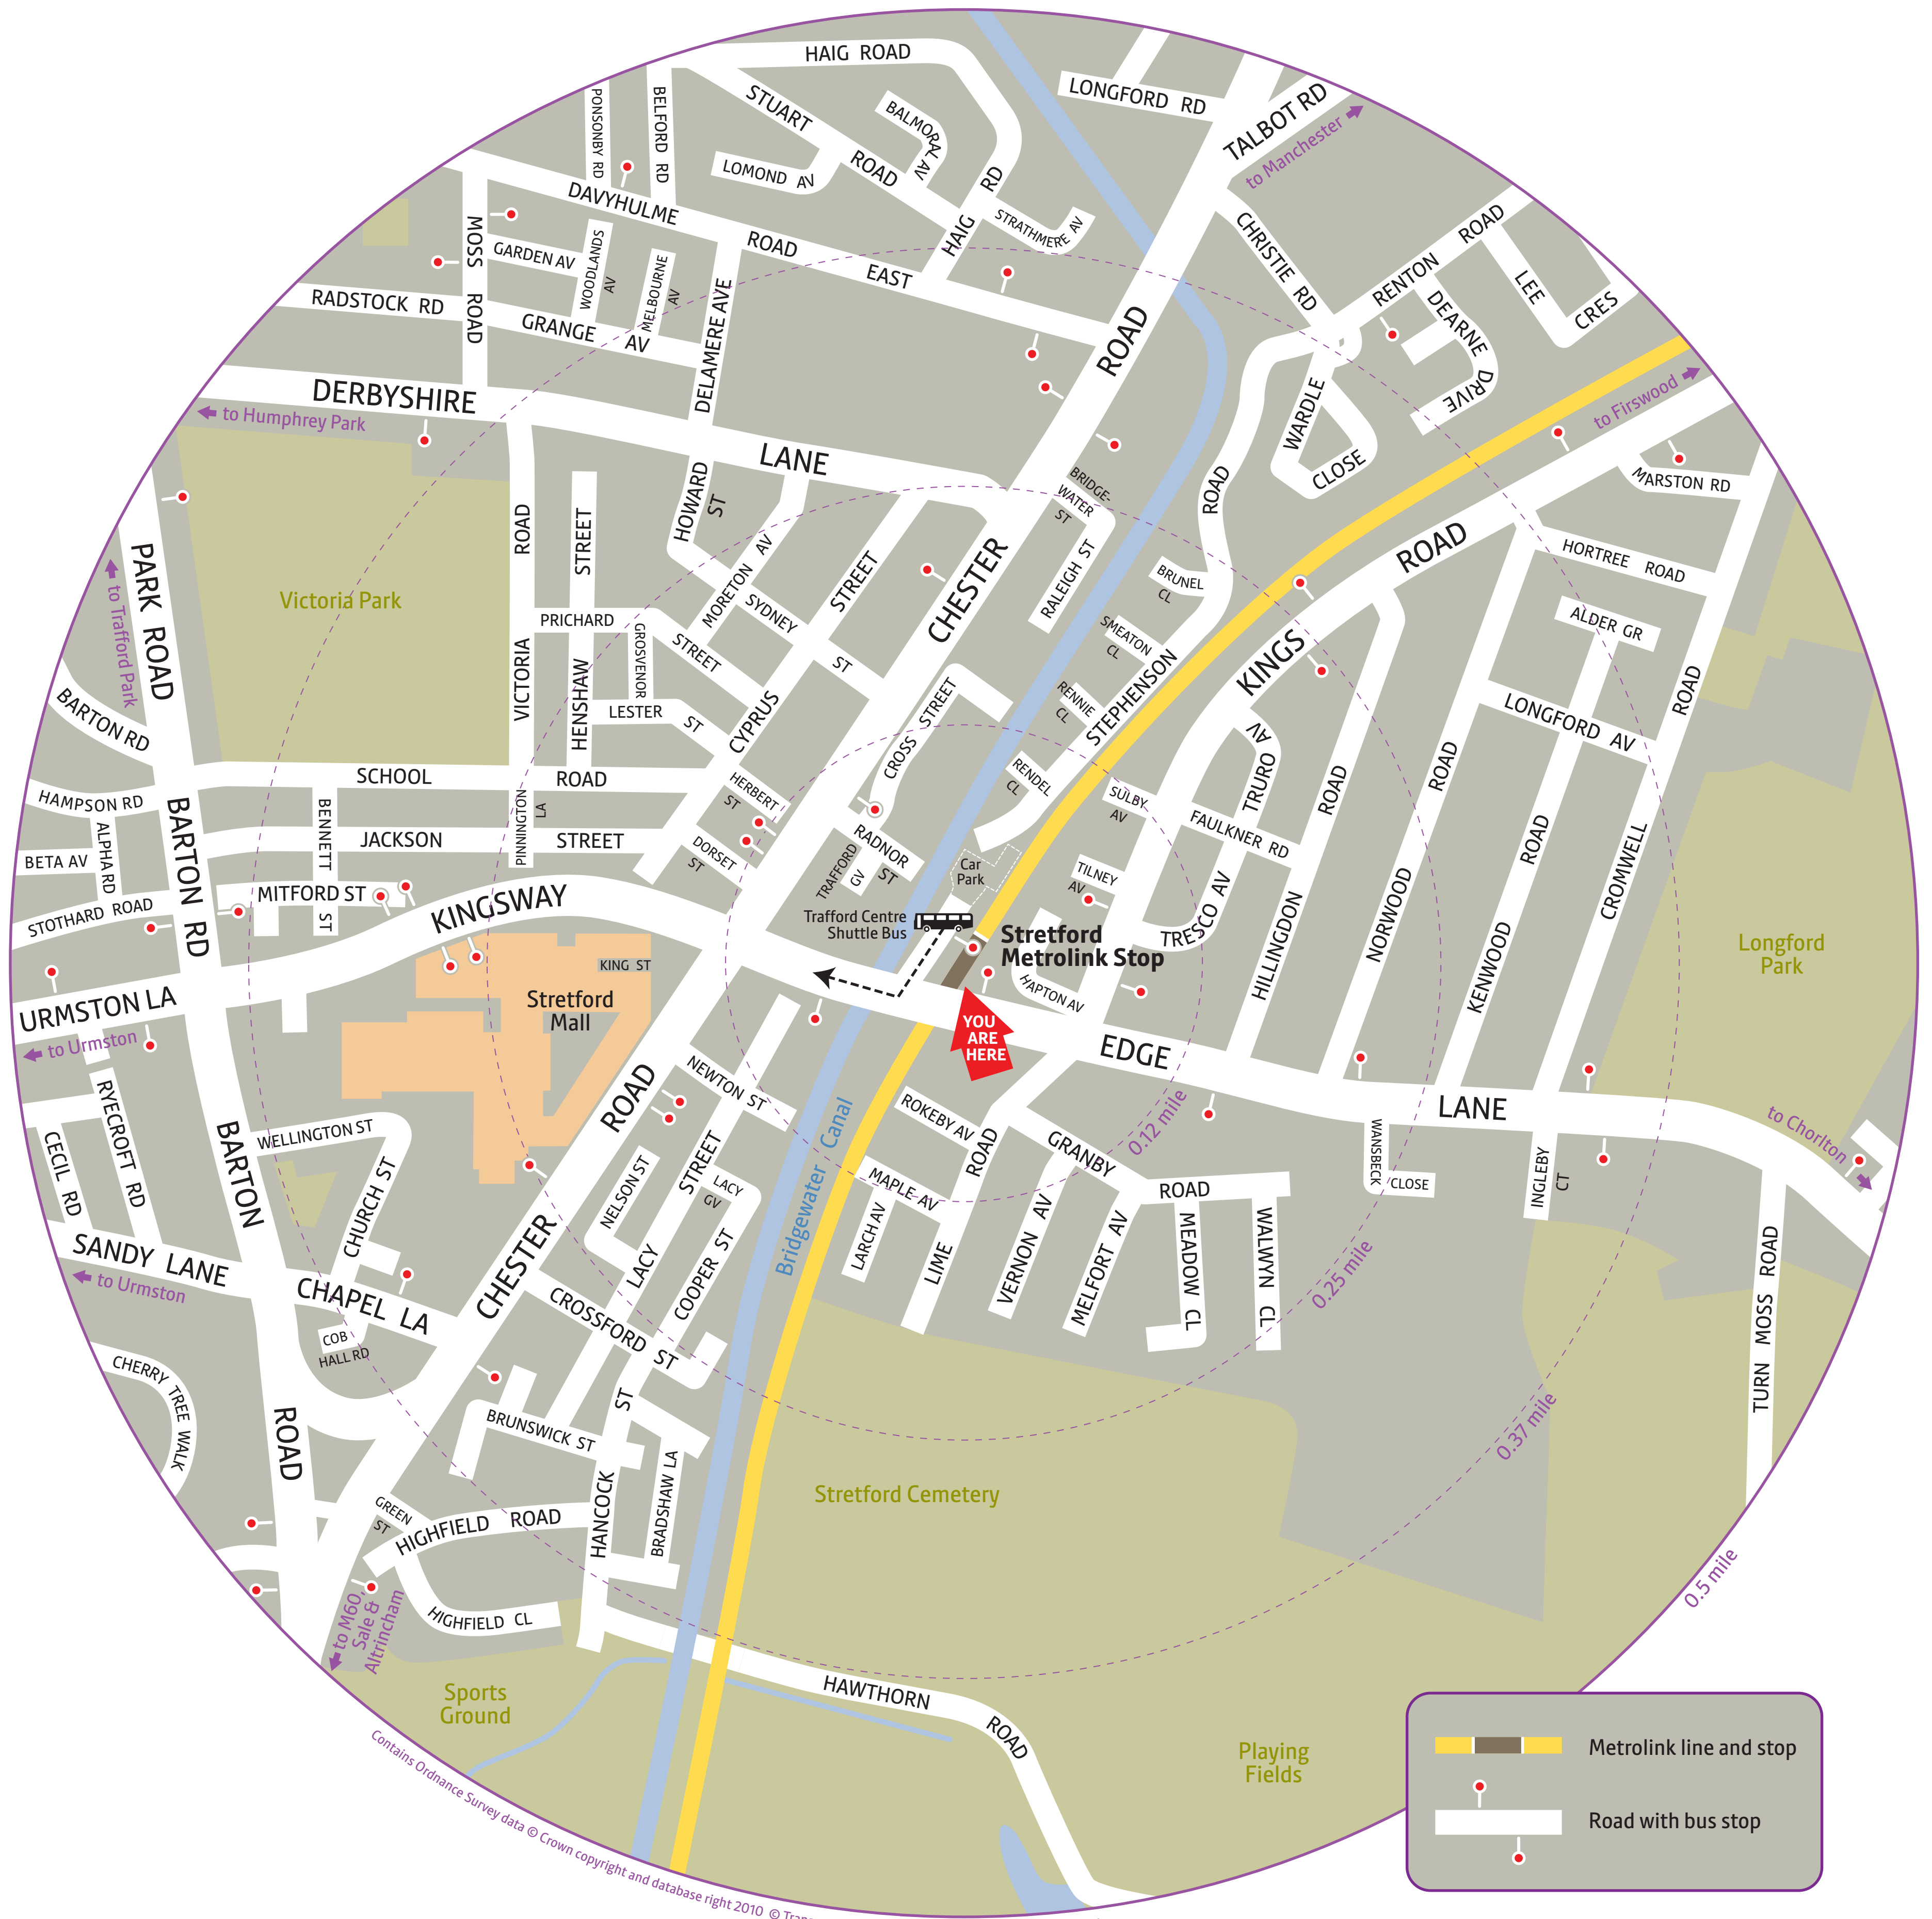 HAIG ROAD
LONGFORD RD
TALBOT RD
to Manchester
PONSONBY RD
BELFORD RD
STUART
ROAD
BALMORAL AV
LOMOND AV
HAIG RD
STRATHMERE AV
DAVYHULME
ROAD
EAST
MOSS ROAD
GARDEN AV
WOODLANDS
AV
MELBOURNE
AV
RADSTOCK RD
GRANGE AV
DELAMERE AVE
CHRISTIE RD
RENTON ROAD
LEE
CRES
DEARNE
DRIVE
WARDLE
CLOSE
to Firswood
MARSTON RD
DERBYSHIRE
LANE
to Humphrey Park
ROAD
HOWARD
ST
BRIDGE-
WATER
ST
RALEIGH ST
BRUNEL
CL
SMEATON
CL
RENNIE
CL
RENDEL
CL
STEPHENSON
ROAD
KINGS
ROAD
HORTREE ROAD
ALDER GR
LONGFORD AV
PARK ROAD
to Trafford Park
Victoria Park
VICTORIA
ROAD
HENSHAW
STREET
PRICHARD
STREET
GROSVENOR
LESTER
ST
MORETON AV
SYDNEY
ST
CYPRUS
STREET
CHESTER
CROSS STREET
BARTON RD
SCHOOL ROAD
HERBERT
ST
HAMPSON RD
ALPHA RD
BENNETT
ST
PINNINGTON
LA
JACKSON STREET
DORSET
ST
TRAFFORD
GV
RADNOR
ST
BETA AV
BARTON RD
MITFORD ST
STOTHARD ROAD
KINGSWAY
Car
Park
Trafford Centre
Shuttle Bus
Stretford
Metrolink Stop
SULBY
AV
TILNEY
AV
TRURO
AV
FAULKNER RD
TRESCO AV
HAPTON AV
HILLINGDON
ROAD
NORWOOD
ROAD
KENWOOD
ROAD
CROMWELL
ROAD
Longford
Park
KING ST
Stretford
Mall
URMSTON LA
to Urmston
YOU
ARE
HERE
EDGE
LANE
to Chorlton
RYECROFT RD
CECIL RD
WELLINGTON ST
CHURCH ST
BARTON
ROAD
SANDY LANE
to Urmston
CHAPEL LA
COB
HALL RD
CHERRY TREE WALK
CHESTER
ROAD
NEWTON ST
NELSON ST
LACY
STREET
LACY
GV
COOPER ST
CROSSFORD ST
BRUNSWICK ST
HANCOCK
ST
BRADSHAW LA
Bridgewater Canal
ROKEBY AV
MAPLE AV
LARCH AV
LIME
ROAD
GRANBY
ROAD
VERNON AV
MELFORT AV
MEADOW CL
WALWYN CL
WANSBECK
CLOSE
INGLEBY
CT
TURN MOSS ROAD
0.12 mile
0.25 mile
0.37 mile
0.5 mile
Stretford Cemetery
GREEN
ST
HIGHFIELD ROAD
HIGHFIELD CL
to M60,
Sale &
Altrincham
Sports
Ground
HAWTHORN
ROAD
Playing
Fields
Metrolink line and stop
Road with bus stop
Contains Ordnance Survey data © Crown copyright and database right 2010 ©